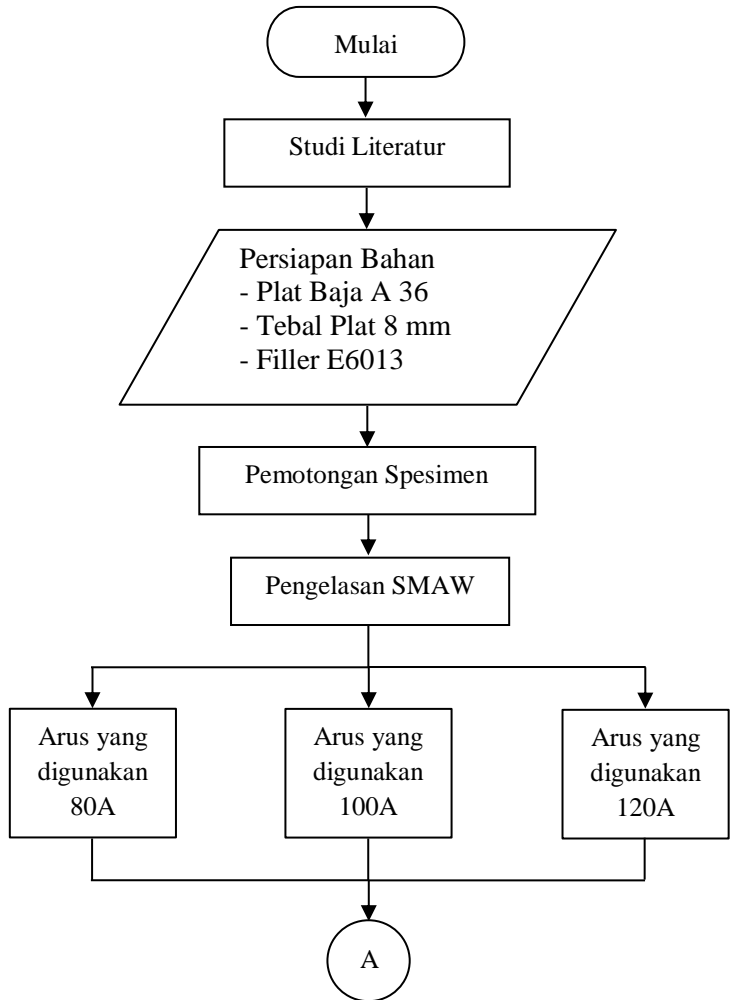 Mulai
Studi Literatur
Persiapan Bahan
- Plat Baja A 36
- Tebal Plat 8 mm
- Filler E6013
Pemotongan Spesimen
Pengelasan SMAW
Arus yang
digunakan
80A
Arus yang
digunakan
100A
Arus yang
digunakan
120A
A